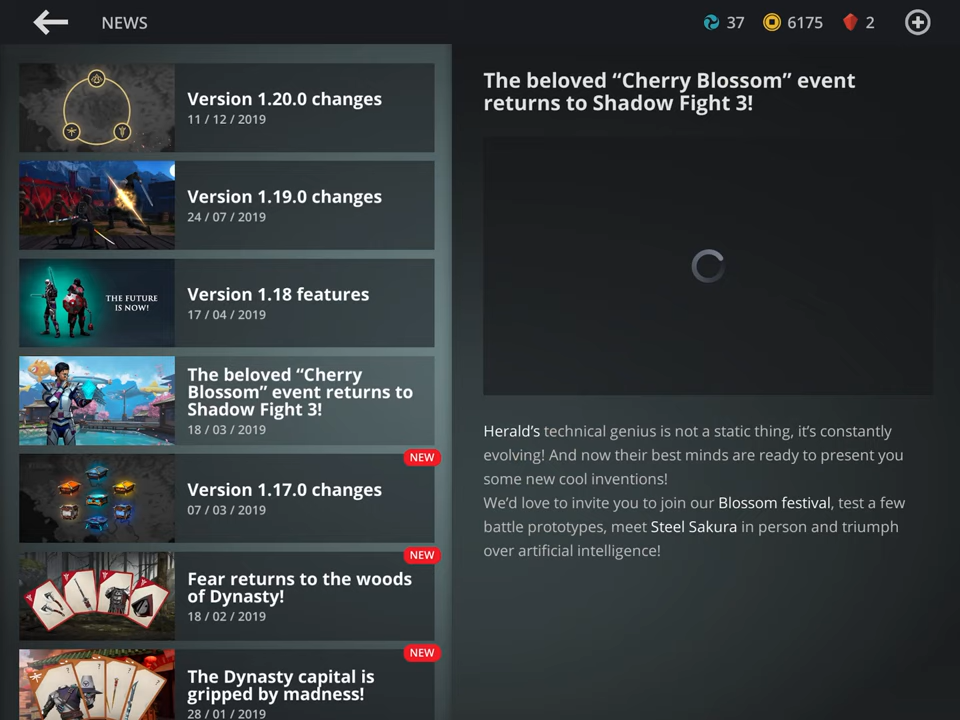 NEWS
37
6175
2
Version 1.20.0 changes
11 / 12 / 2019
Version 1.19.0 changes
24 / 07 / 2019
THE FUTURE
IS NOW!
Version 1.18 features
17 / 04 / 2019
The beloved “Cherry
Blossom” event returns to
Shadow Fight 3!
18 / 03 / 2019
NEW
Version 1.17.0 changes
07 / 03 / 2019
NEW
Fear returns to the woods
of Dynasty!
18 / 02 / 2019
NEW
The Dynasty capital is
gripped by madness!
28 / 01 / 2019
The beloved “Cherry Blossom” event
returns to Shadow Fight 3!
Herald’s technical genius is not a static thing, it’s constantly
evolving! And now their best minds are ready to present you
some new cool inventions!
We’d love to invite you to join our Blossom festival, test a few
battle prototypes, meet Steel Sakura in person and triumph
over artificial intelligence!